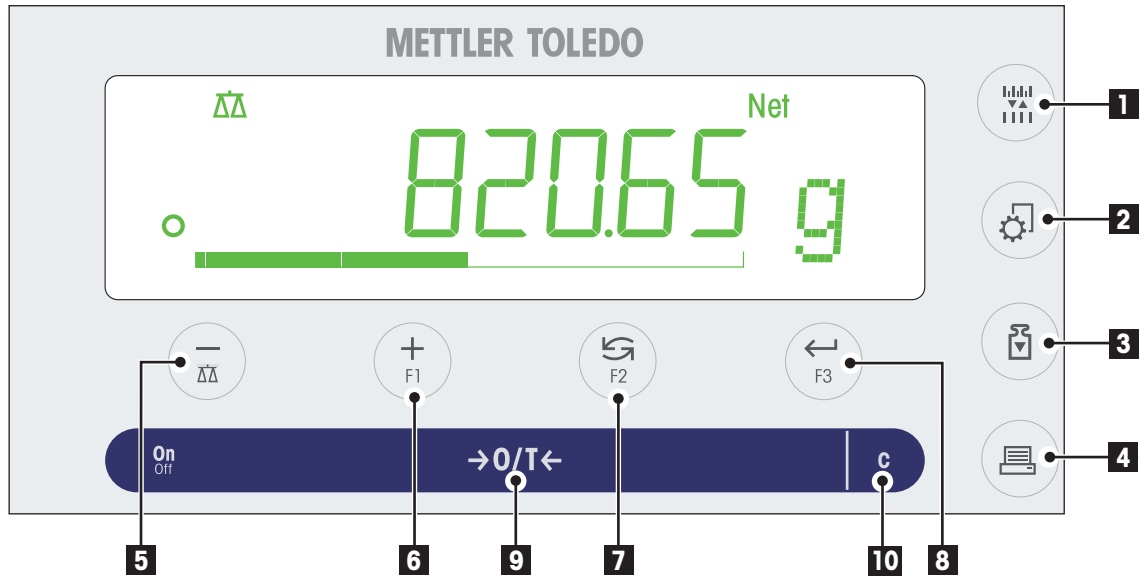 METTLER TOLEDO
Net
820.65 g
1
2
3
4
F1
F2
F3
On
Off
→0/T←
C
5
6
9
7
10
8